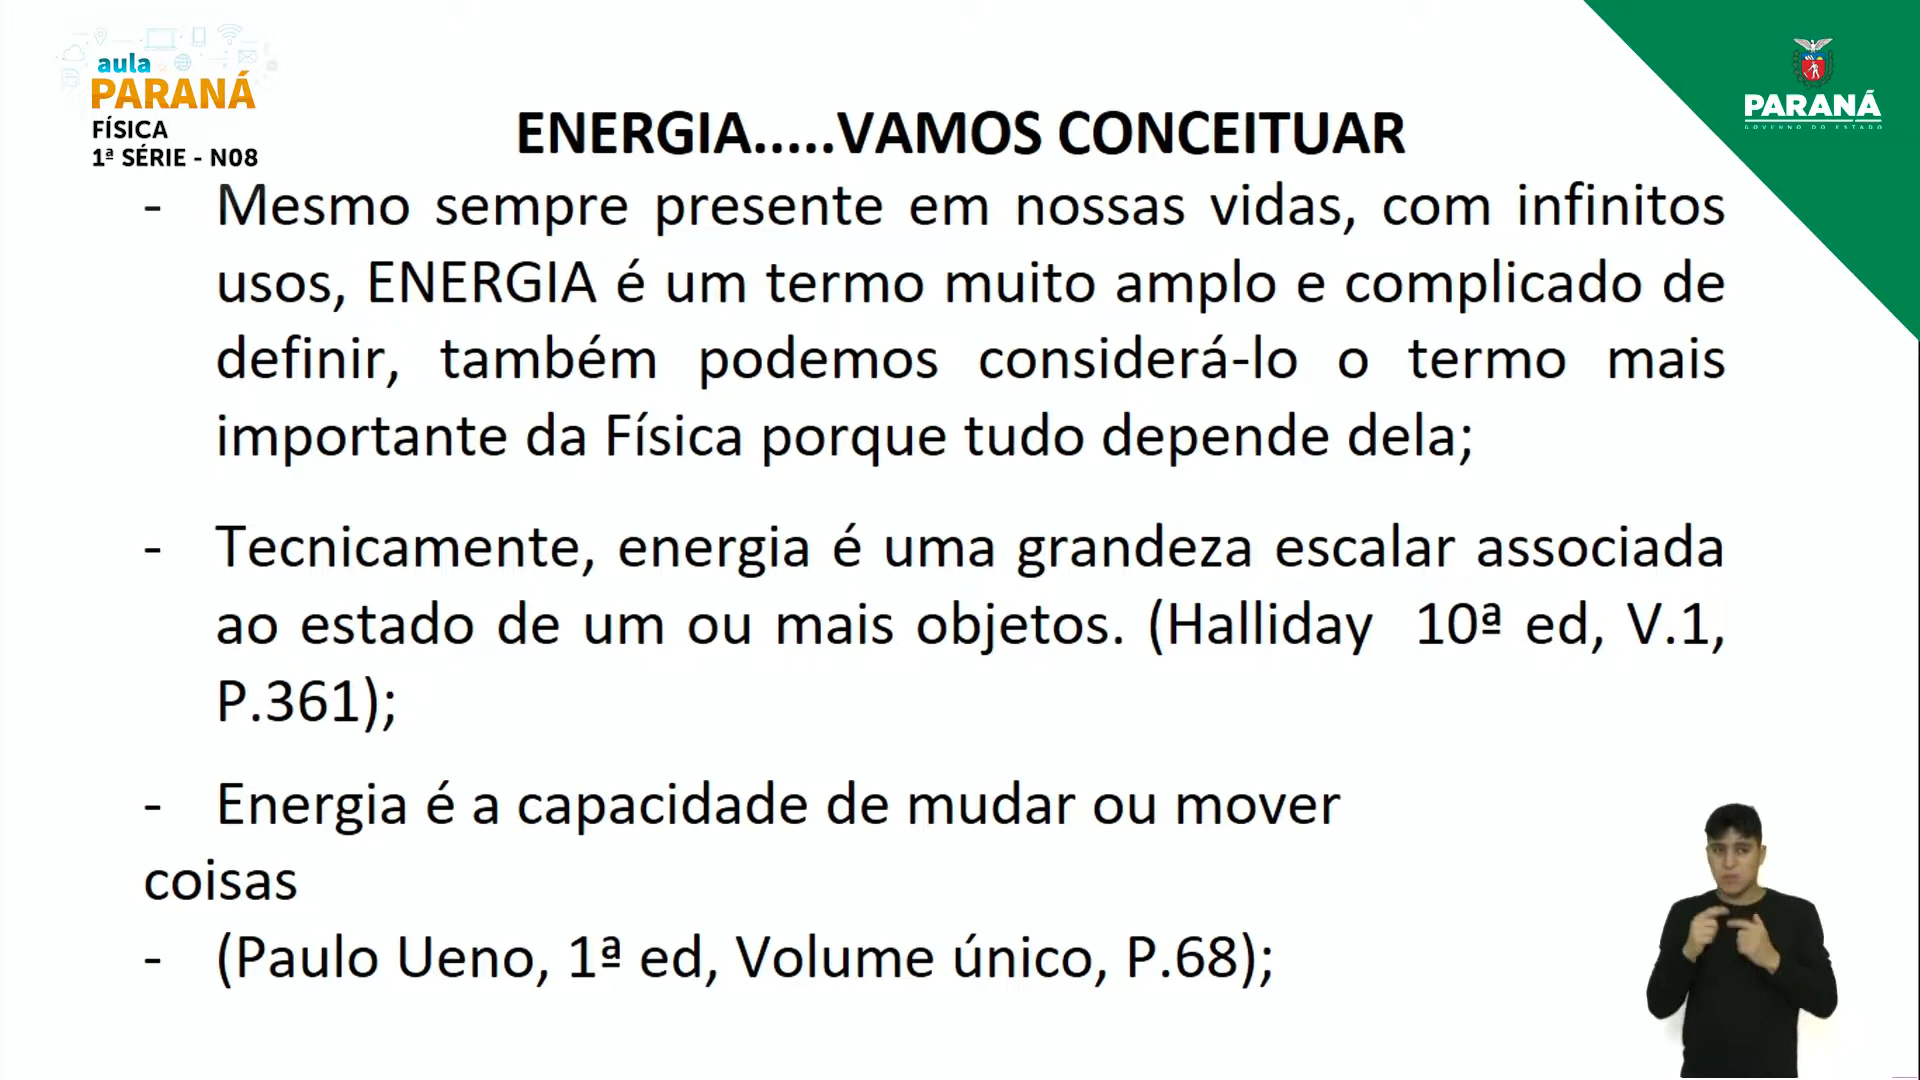 aula
PARANÁ
FÍSICA
1ª SÉRIE - N08
PARANÁ
GOVERNO DO ESTADO
ENERGIA.....VAMOS CONCEITUAR
- Mesmo sempre presente em nossas vidas, com infinitos
usos, ENERGIA é um termo muito amplo e complicado de
definir, também podemos considerá-lo o termo mais
importante da Física porque tudo depende dela;
- Tecnicamente, energia é uma grandeza escalar associada
ao estado de um ou mais objetos. (Halliday 10ª ed, V.1,
P.361);
- Energia é a capacidade de mudar ou mover
coisas
- (Paulo Ueno, 1ª ed, Volume único, P.68);